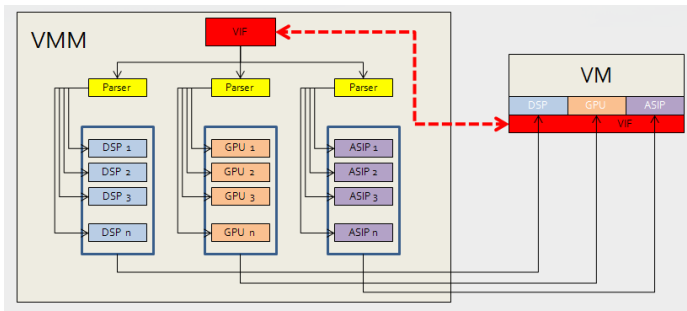 VMM
VIF
Parser
Parser
Parser
DSP 1
DSP 2
DSP 3
DSP n
GPU 1
GPU 2
GPU 3
GPU n
ASIP 1
ASIP 2
ASIP 3
ASIP n
VM
DSP
GPU
ASIP
VIF